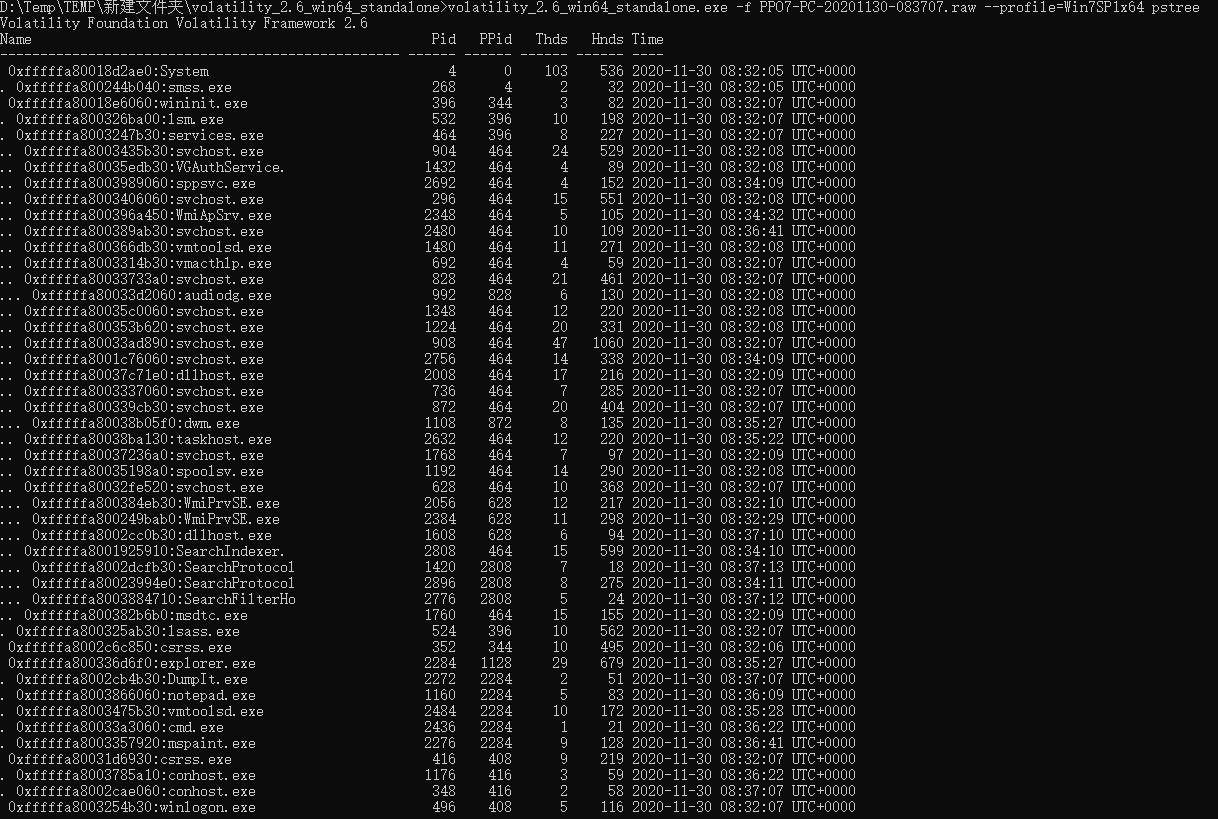 D:\Temp\TEMP\新建文件夹\volatility_2.6_win64_standalone>volatility_2.6_win64_standalone.exe -f PPO7-PC-20201130-083707.raw --profile=Win7SP1x64 pstree
Volatility Foundation Volatility Framework 2.6
Name                                                  Pid   PPid   Thds   Hnds Time
-------------------------------------------------- ------ ------ ------ ------ ----
 0xfffffa80018d2ae0:System                              4      0    103    536 2020-11-30 08:32:05 UTC+0000
. 0xfffffa800244b040:smss.exe                         268      4      2     32 2020-11-30 08:32:05 UTC+0000
 0xfffffa80018e6060:wininit.exe                       396    344      3     82 2020-11-30 08:32:07 UTC+0000
. 0xfffffa800326ba00:lsm.exe                          532    396     10    198 2020-11-30 08:32:07 UTC+0000
. 0xfffffa8003247b30:services.exe                     464    396      8    227 2020-11-30 08:32:07 UTC+0000
.. 0xfffffa8003435b30:svchost.exe                     904    464     24    529 2020-11-30 08:32:08 UTC+0000
.. 0xfffffa80035edb30:VGAuthService.                 1432    464      4     89 2020-11-30 08:32:08 UTC+0000
.. 0xfffffa8003989060:sppsvc.exe                     2692    464      4    152 2020-11-30 08:34:09 UTC+0000
.. 0xfffffa8003406060:svchost.exe                     296    464     15    551 2020-11-30 08:32:08 UTC+0000
.. 0xfffffa800396a450:WmiApSrv.exe                   2348    464      5    105 2020-11-30 08:34:32 UTC+0000
.. 0xfffffa800389ab30:svchost.exe                    2480    464     10    109 2020-11-30 08:36:41 UTC+0000
.. 0xfffffa800366db30:vmtoolsd.exe                   1480    464     11    271 2020-11-30 08:32:08 UTC+0000
.. 0xfffffa8003314b30:vmacthlp.exe                    692    464      4     59 2020-11-30 08:32:07 UTC+0000
.. 0xfffffa80033733a0:svchost.exe                     828    464     21    461 2020-11-30 08:32:07 UTC+0000
... 0xfffffa80033d2060:audiodg.exe                    992    828      6    130 2020-11-30 08:32:08 UTC+0000
.. 0xfffffa80035c0060:svchost.exe                    1348    464     12    220 2020-11-30 08:32:08 UTC+0000
.. 0xfffffa800353b620:svchost.exe                    1224    464     20    331 2020-11-30 08:32:08 UTC+0000
.. 0xfffffa80033ad890:svchost.exe                     908    464     47   1060 2020-11-30 08:32:07 UTC+0000
.. 0xfffffa8001c76060:svchost.exe                    2756    464     14    338 2020-11-30 08:34:09 UTC+0000
.. 0xfffffa80037c71e0:dllhost.exe                    2008    464     17    216 2020-11-30 08:32:09 UTC+0000
.. 0xfffffa8003337060:svchost.exe                     736    464      7    285 2020-11-30 08:32:07 UTC+0000
.. 0xfffffa800339cb30:svchost.exe                     872    464     20    404 2020-11-30 08:32:07 UTC+0000
... 0xfffffa80038b05f0:dwm.exe                       1108    872      8    135 2020-11-30 08:35:27 UTC+0000
.. 0xfffffa80038ba130:taskhost.exe                   2632    464     12    220 2020-11-30 08:35:22 UTC+0000
.. 0xfffffa80037236a0:svchost.exe                    1768    464      7     97 2020-11-30 08:32:09 UTC+0000
.. 0xfffffa80035198a0:spoolsv.exe                    1192    464     14    290 2020-11-30 08:32:08 UTC+0000
.. 0xfffffa80032fe520:svchost.exe                     628    464     10    368 2020-11-30 08:32:07 UTC+0000
... 0xfffffa800384eb30:WmiPrvSE.exe                  2056    628     12    217 2020-11-30 08:32:10 UTC+0000
... 0xfffffa800249bab0:WmiPrvSE.exe                  2384    628     11    298 2020-11-30 08:32:29 UTC+0000
... 0xfffffa8002cc0b30:dllhost.exe                   1608    628      6     94 2020-11-30 08:37:10 UTC+0000
.. 0xfffffa8001925910:SearchIndexer.                 2808    464     15    599 2020-11-30 08:34:10 UTC+0000
... 0xfffffa8002dcfb30:SearchProtocol                1420   2808      7     18 2020-11-30 08:37:13 UTC+0000
... 0xfffffa80023994e0:SearchProtocol                2896   2808      8    275 2020-11-30 08:34:11 UTC+0000
... 0xfffffa8003884710:SearchFilterHo                2776   2808      5     24 2020-11-30 08:37:12 UTC+0000
.. 0xfffffa800382b6b0:msdtc.exe                      1760    464     15    155 2020-11-30 08:32:09 UTC+0000
. 0xfffffa800325ab30:lsass.exe                        524    396     10    562 2020-11-30 08:32:07 UTC+0000
 0xfffffa8002c6c850:csrss.exe                         352    344     10    495 2020-11-30 08:32:06 UTC+0000
 0xfffffa800336d6f0:explorer.exe                     2284   1128     29    679 2020-11-30 08:35:27 UTC+0000
. 0xfffffa8002cb4b30:DumpIt.exe                      2272   2284      2     51 2020-11-30 08:37:07 UTC+0000
. 0xfffffa8003866060:notepad.exe                     1160   2284      5     83 2020-11-30 08:36:09 UTC+0000
. 0xfffffa8003475b30:vmtoolsd.exe                    2484   2284     10    172 2020-11-30 08:35:28 UTC+0000
. 0xfffffa80033a3060:cmd.exe                         2436   2284      1     21 2020-11-30 08:36:22 UTC+0000
. 0xfffffa8003357920:mspaint.exe                     2276   2284      9    128 2020-11-30 08:36:41 UTC+0000
 0xfffffa80031d6930:csrss.exe                         416    408      9    219 2020-11-30 08:32:07 UTC+0000
. 0xfffffa8003785a10:conhost.exe                     1176    416      3     59 2020-11-30 08:36:22 UTC+0000
. 0xfffffa8002cae060:conhost.exe                      348    416      2     58 2020-11-30 08:37:07 UTC+0000
 0xfffffa8003254b30:winlogon.exe                      496    408      5    116 2020-11-30 08:32:07 UTC+0000